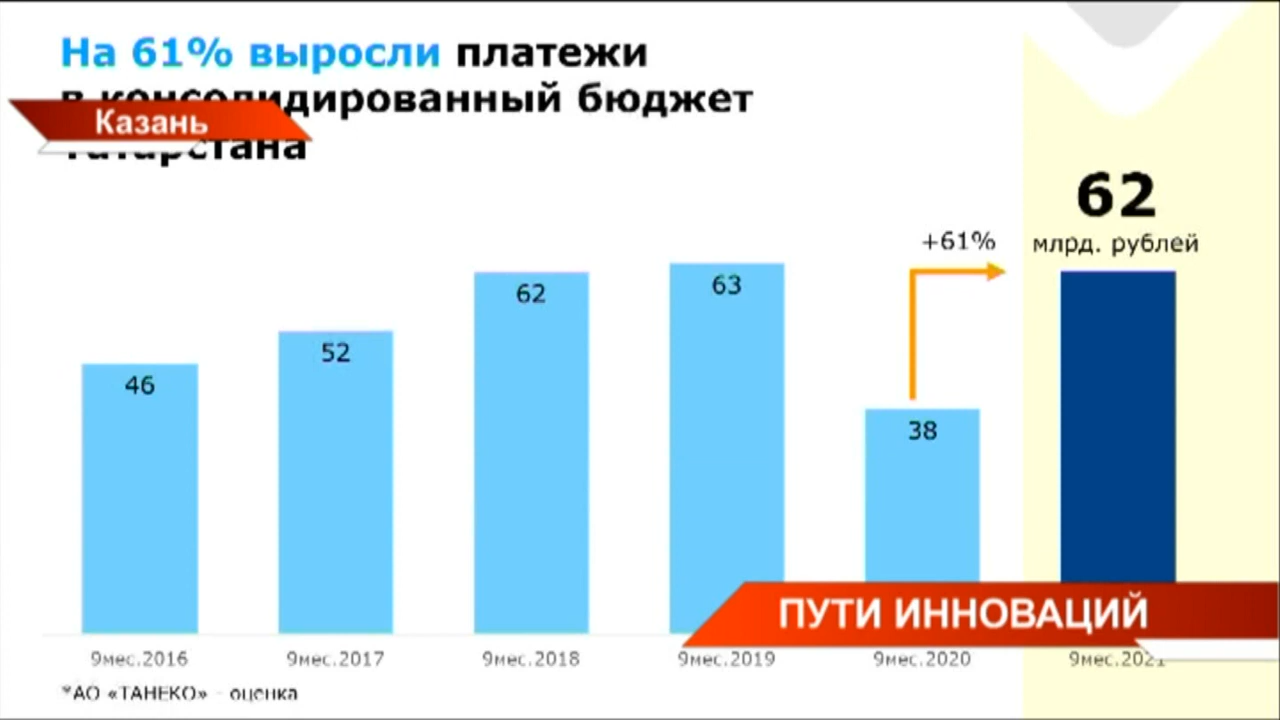 На 61% выросли платежи
в консолидированный бюджет
Татарстана
Казань
62
млрд. рублей
+61%
46
52
62
63
38
ПУТИ ИННОВАЦИЙ
9мес.2016
9мес.2017
9мес.2018
9мес.2019
9мес.2020
9мес.2021
*АО «ТАНЕКО» - оценка